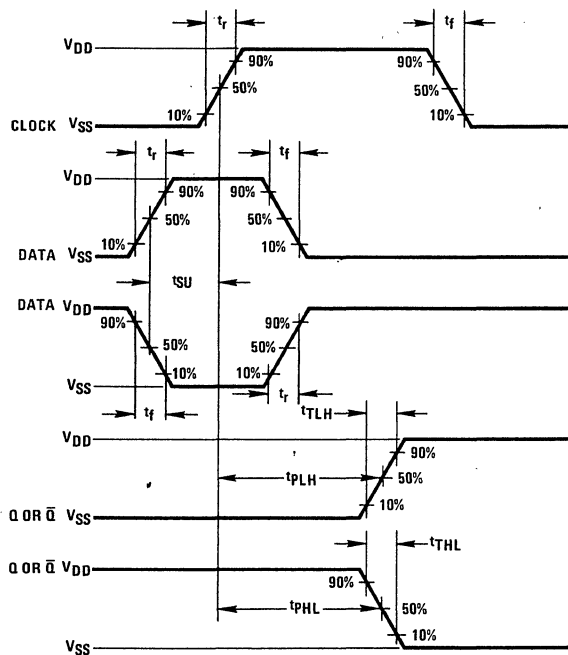 tr
tf
VDD
90%
90%
50%
50%
10%
10%
CLOCK VSS
tr
tf
VDD
90%
90%
50%
50%
10%
10%
DATA VSS
tSU
DATA VDD
90%
90%
50%
50%
10%
10%
VSS
tf
tr
tTLH
VDD
90%
tPLH
50%
10%
Q OR Q̅ VSS
tTHL
Q OR Q̅ VDD
90%
tPHL
50%
10%
VSS